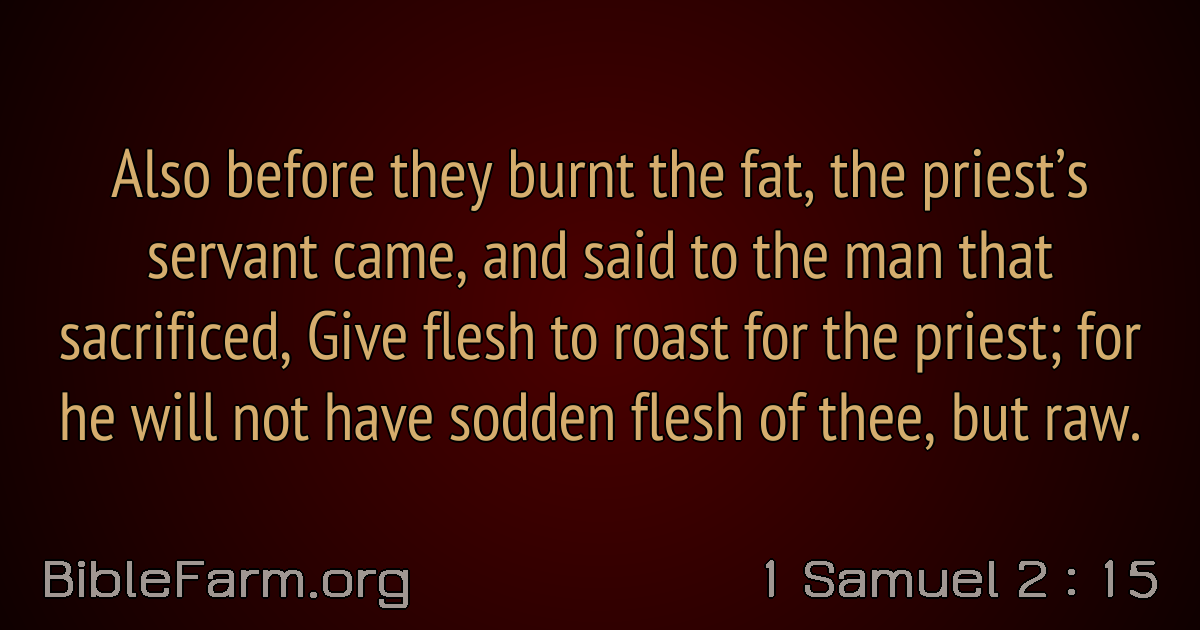 Also before they burnt the fat, the priest’s
servant came, and said to the man that
sacrificed, Give flesh to roast for the priest; for
he will not have sodden flesh of thee, but raw.
BibleFarm.org
1 Samuel 2 : 15